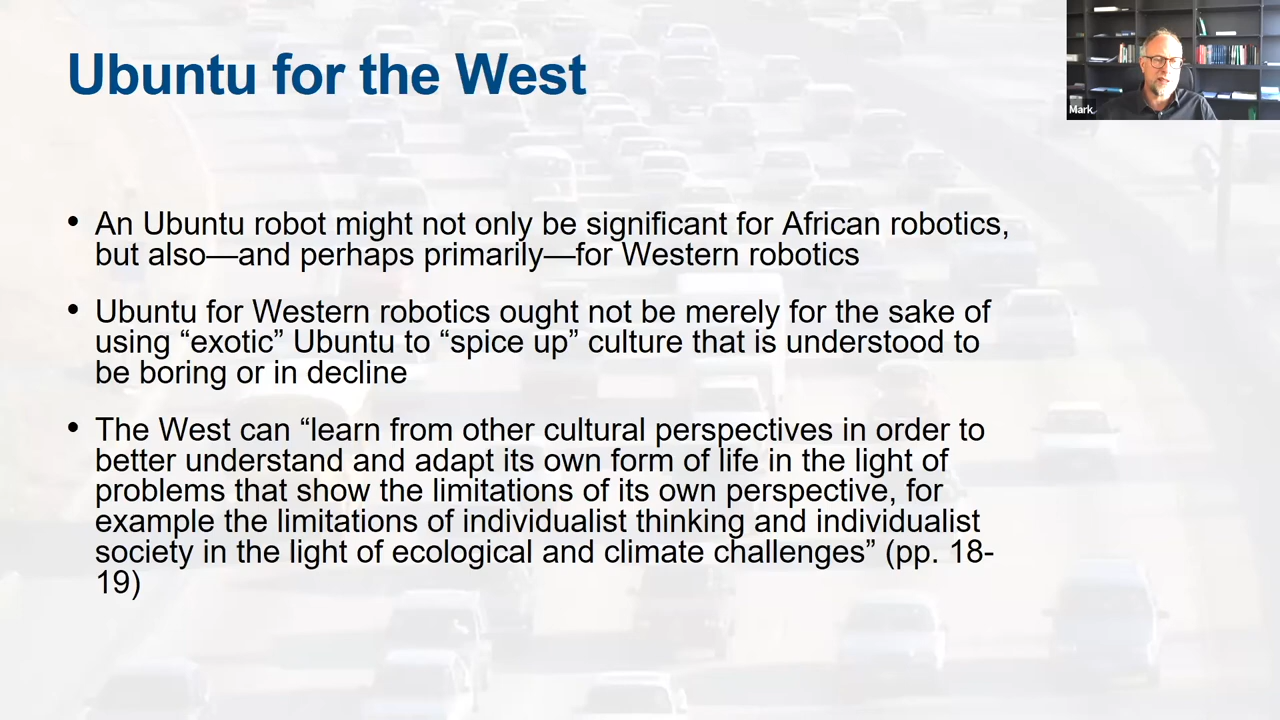 Ubuntu for the West
Mark
• An Ubuntu robot might not only be significant for African robotics,
but also—and perhaps primarily—for Western robotics
• Ubuntu for Western robotics ought not be merely for the sake of
using “exotic” Ubuntu to “spice up” culture that is understood to
be boring or in decline
• The West can “learn from other cultural perspectives in order to
better understand and adapt its own form of life in the light of
problems that show the limitations of its own perspective, for
example the limitations of individualist thinking and individualist
society in the light of ecological and climate challenges” (pp. 18-
19)